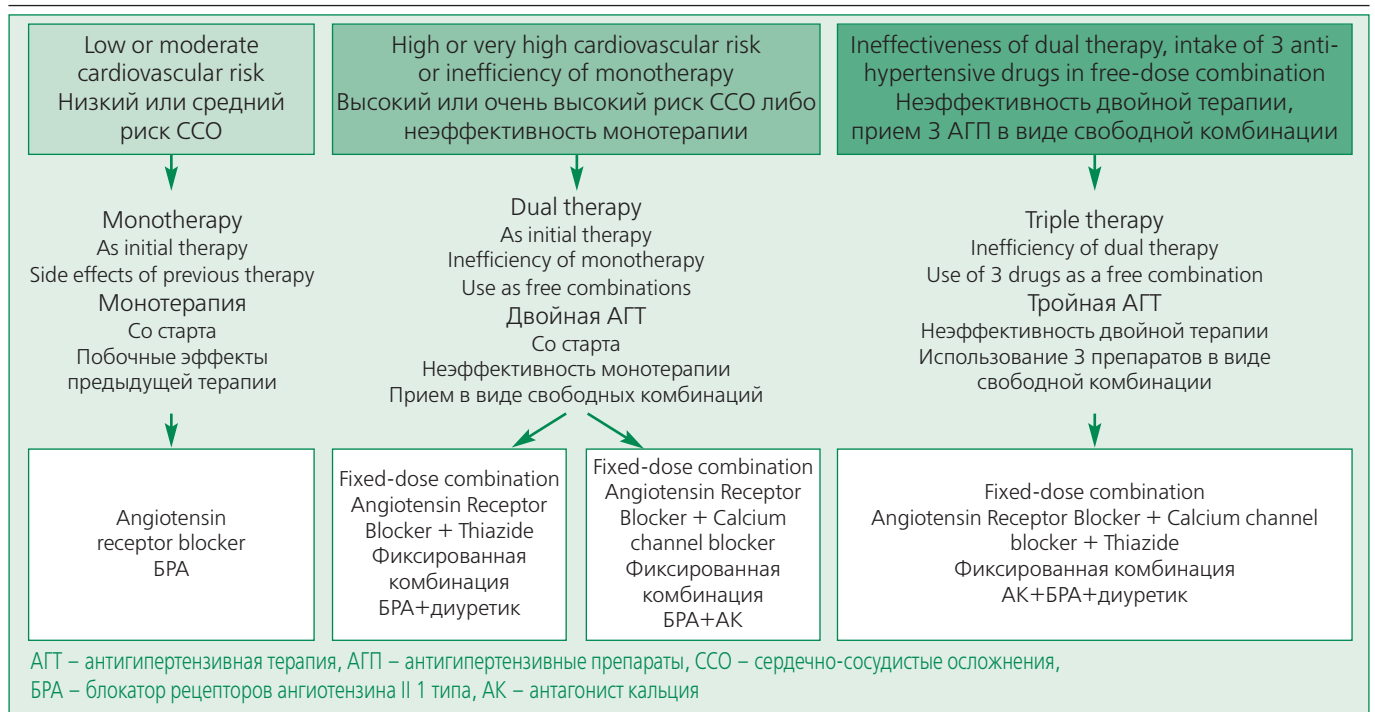 Low or moderate
cardiovascular risk
Низкий или средний
риск ССО
High or very high cardiovascular risk
or inefficiency of monotherapy
Высокий или очень высокий риск ССО либо
неэффективность монотерапии
Ineffectiveness of dual therapy, intake of 3 anti-
hypertensive drugs in free-dose combination
Неэффективность двойной терапии,
прием 3 АГП в виде свободной комбинации
Monotherapy
As initial therapy
Side effects of previous therapy
Монотерапия
Со старта
Побочные эффекты
предыдущей терапии
Dual therapy
As initial therapy
Inefficiency of monotherapy
Use as free combinations
Двойная АГТ
Со старта
Неэффективность монотерапии
Прием в виде свободных комбинаций
Triple therapy
Inefficiency of dual therapy
Use of 3 drugs as a free combination
Тройная АГТ
Неэффективность двойной терапии
Использование 3 препаратов в виде
свободной комбинации
Angiotensin
receptor blocker
БРА
Fixed-dose combination
Angiotensin Receptor
Blocker + Thiazide
Фиксированная
комбинация
БРА+диуретик
Fixed-dose combination
Angiotensin Receptor
Blocker + Calcium
channel blocker
Фиксированная
комбинация
БРА+АК
Fixed-dose combination
Angiotensin Receptor Blocker + Calcium channel
blocker + Thiazide
Фиксированная комбинация
АК+БРА+диуретик
АГТ – антигипертензивная терапия, АГП – антигипертензивные препараты, ССО – сердечно-сосудистые осложнения,
БРА – блокатор рецепторов ангиотензина II 1 типа, АК – антагонист кальция